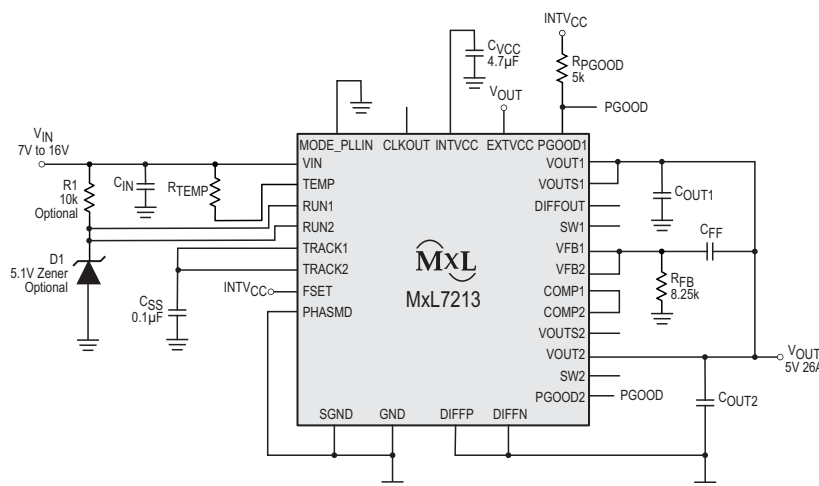 INTVCC
CVCC
4.7µF
RPGOOD
5k
VOUT
PGOOD
VIN
7V to 16V
MODE_PLLIN CLKOUT INTVCC EXTVCC PGOOD1
VIN
VOUT1
R1
10k
Optional
CIN
RTEMP
TEMP
VOUTS1
COUT1
RUN1
DIFFOUT
RUN2
SW1
CFF
D1
5.1V Zener
Optional
TRACK1
MxL
VFB1
TRACK2
VFB2
RFB
8.25k
INTVCC
FSET
MxL7213
COMP1
CSS
0.1µF
PHASMD
COMP2
VOUTS2
VOUT2
VOUT
5V 26A
SW2
COUT2
PGOOD2
PGOOD
SGND GND DIFFP DIFFN